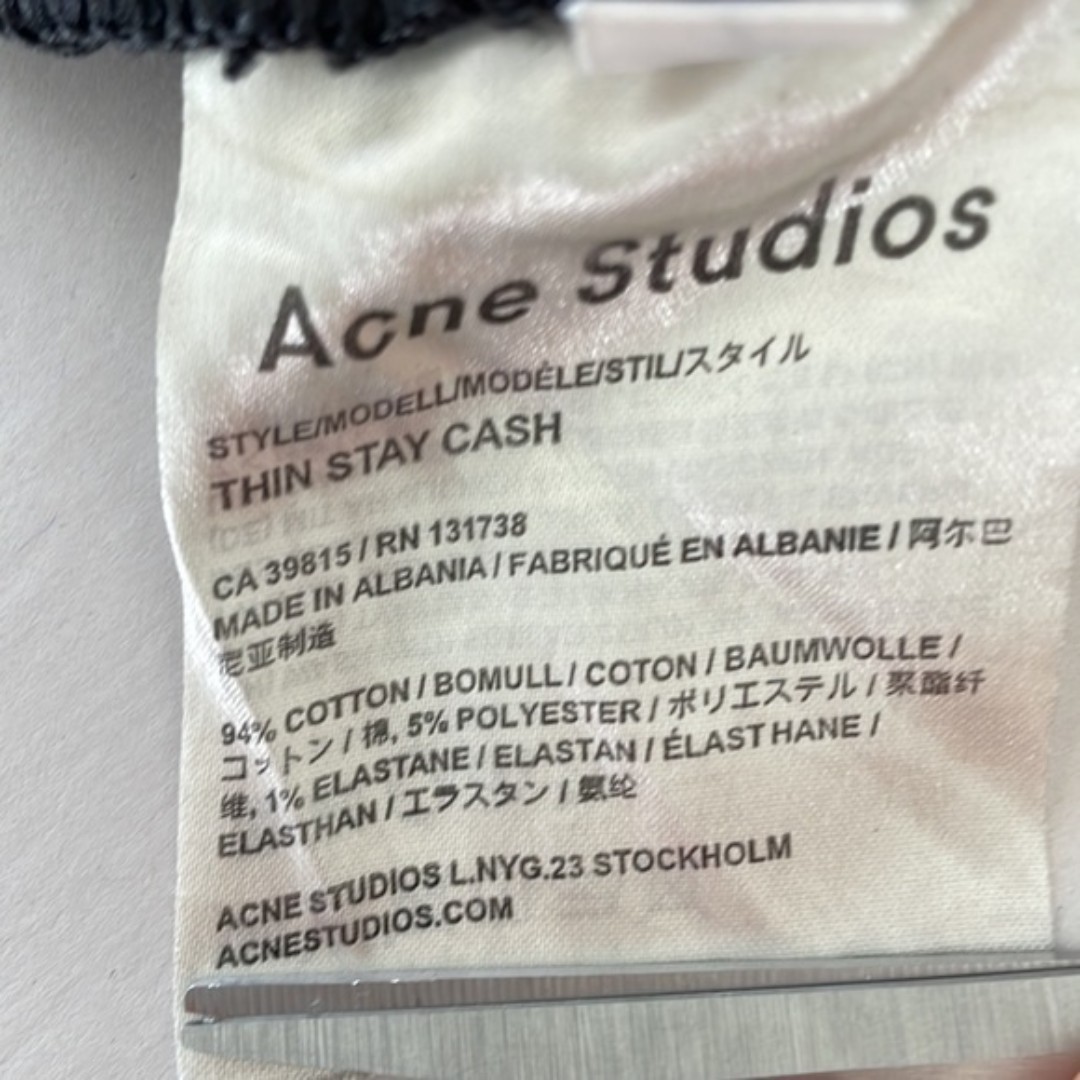 Acne Studios
STYLE/MODELL/MODÈLE/STIL/スタイル
THIN STAY CASH
CA 39815 / RN 131738
MADE IN ALBANIA / FABRIQUÉ EN ALBANIE / 阿尔巴
尼亚制造
94% COTTON / BOMULL / COTON / BAUMWOLLE /
コットン / 棉, 5% POLYESTER / ポリエステル / 聚酯纤
维, 1% ELASTANE / ELASTAN / ÉLASTHANE /
ELASTHAN / エラスタン / 氨纶
ACNE STUDIOS L.NYG.23 STOCKHOLM
ACNESTUDIOS.COM